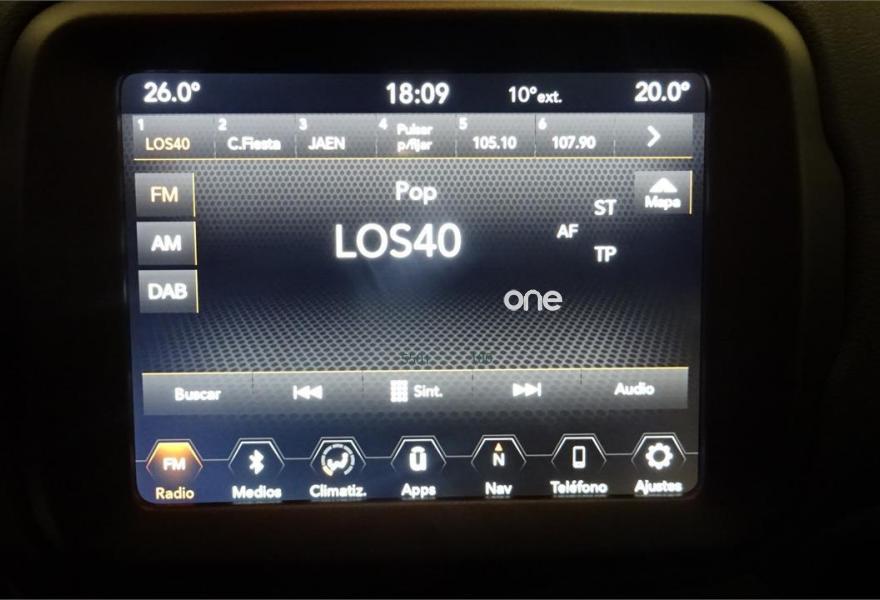 26.0° 18:09 10°ext. 20.0°
1 LOS40 2 C.Fiesta 3 JAEN 4 Pulsar p/fijar 5 105.10 6 107.90
FM
Pop
Mapa
ST
LOS40
AF
AM
TP
DAB
one
Buscar Sint. Audio
FM N
Radio Medios Climatiz. Apps Nav Teléfono Ajustes